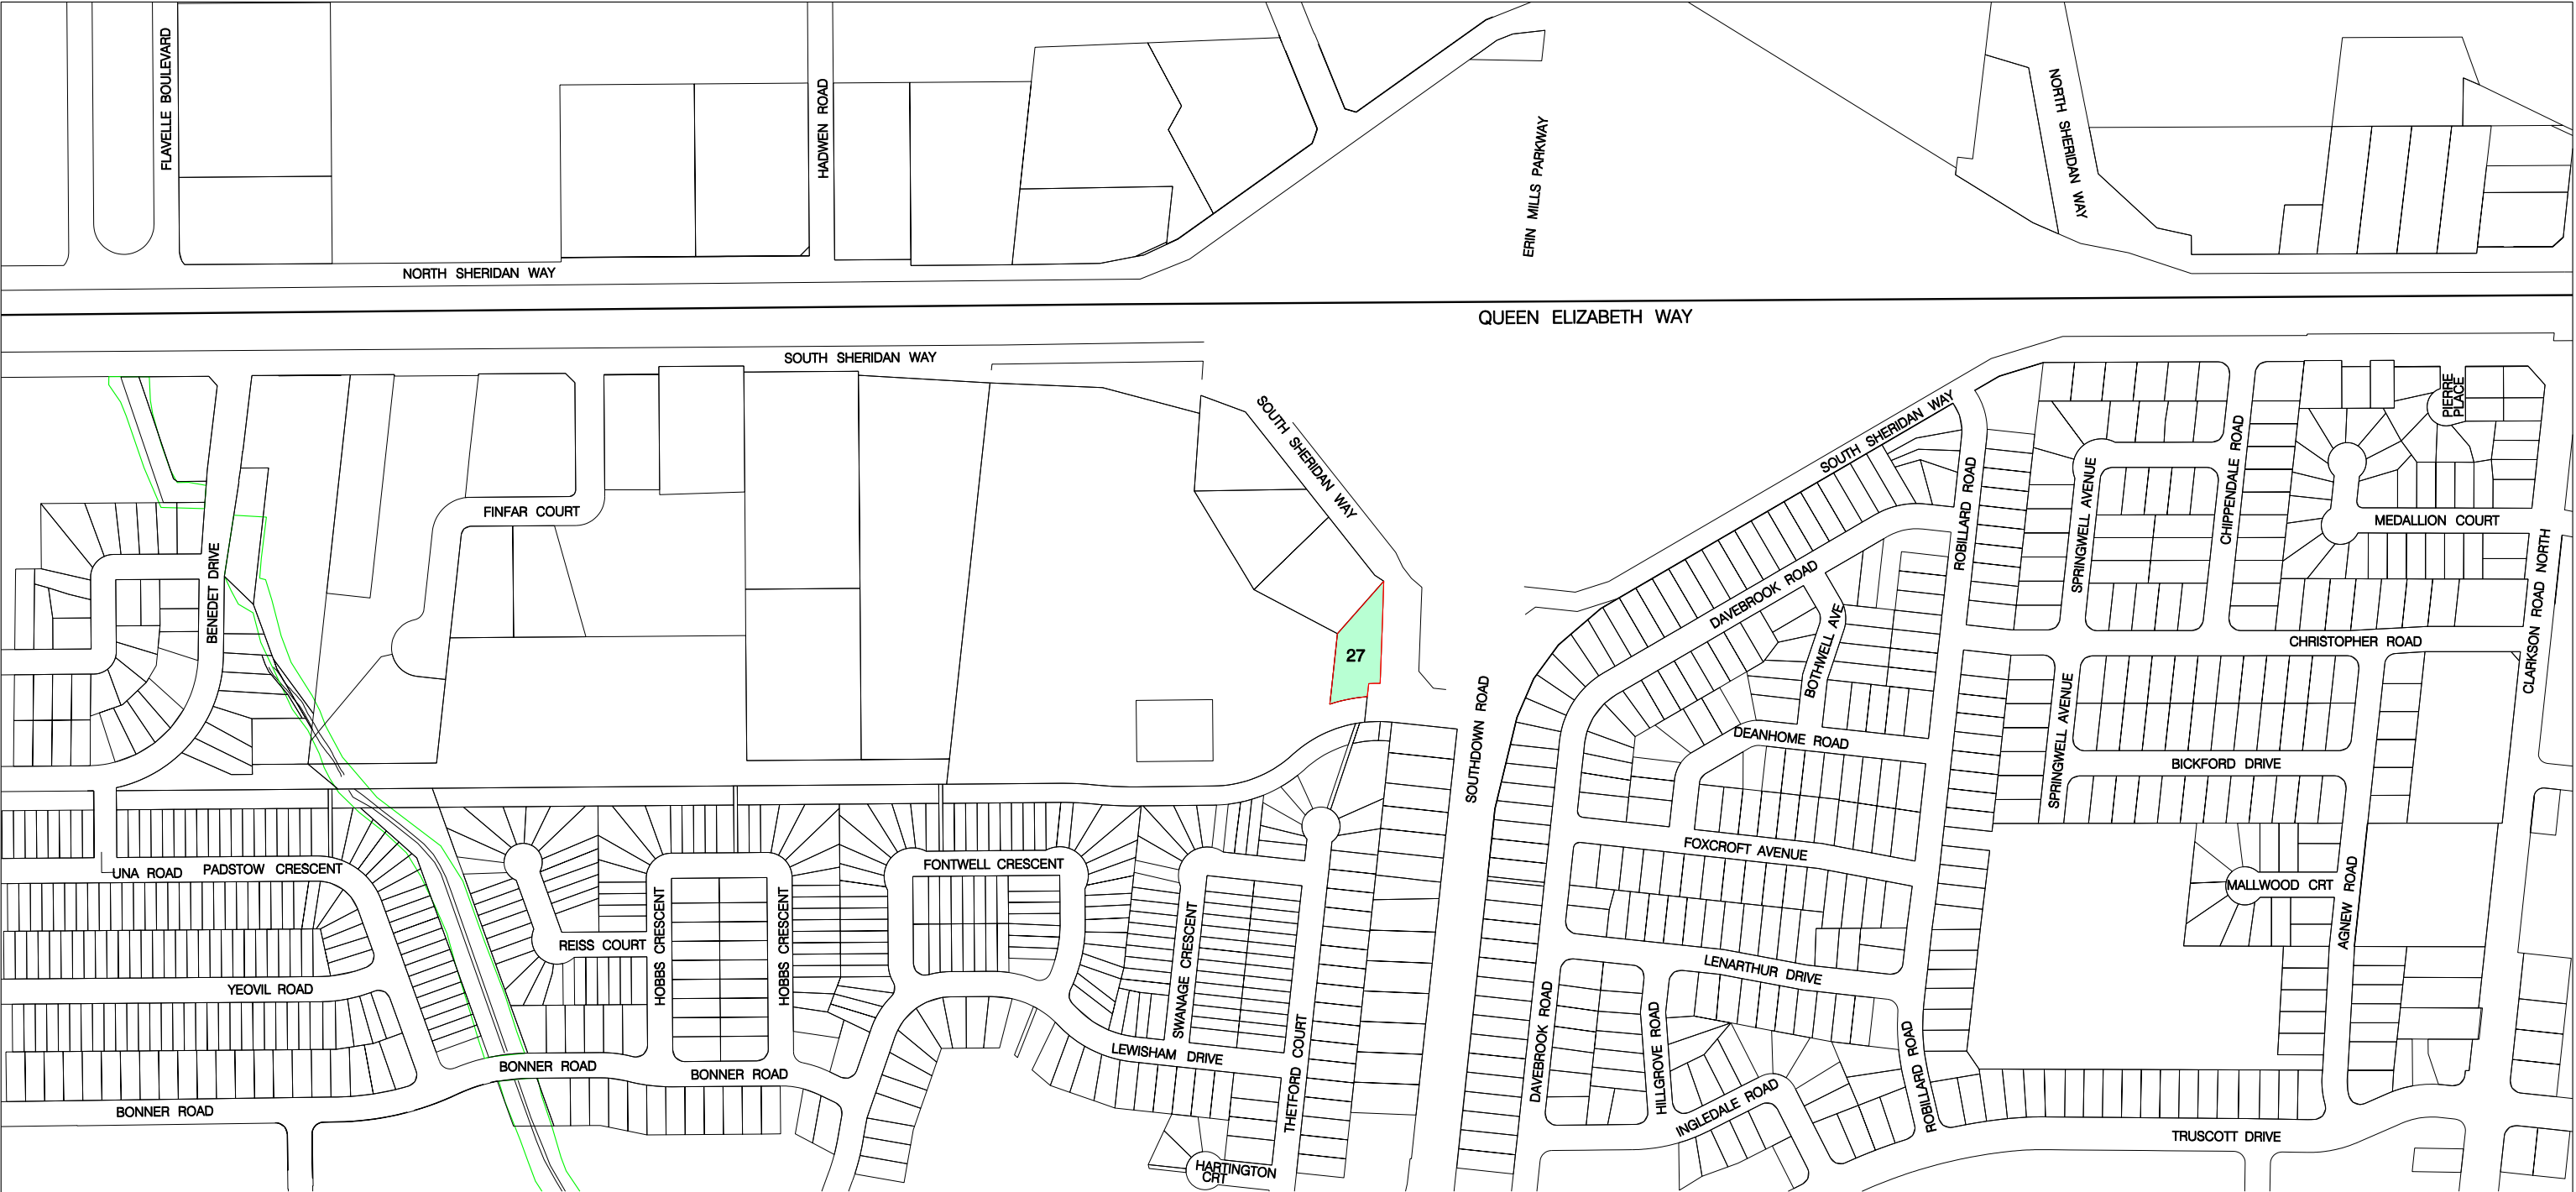 FLAVELLE BOULEVARD
HADWEN ROAD
ERIN MILLS PARKWAY
NORTH SHERIDAN WAY
NORTH SHERIDAN WAY
QUEEN ELIZABETH WAY
SOUTH SHERIDAN WAY
SOUTH SHERIDAN WAY
SOUTH SHERIDAN WAY
PIERRE
PLACE
CHIPPENDALE ROAD
SPRINGWELL AVENUE
ROBILLARD ROAD
FINFAR COURT
MEDALLION COURT
BENEDET DRIVE
DAVEBROOK ROAD
BOTHWELL AVE
CLARKSON ROAD NORTH
CHRISTOPHER ROAD
27
SOUTHDOWN ROAD
SPRINGWELL AVENUE
DEANHOME ROAD
BICKFORD DRIVE
FOXCROFT AVENUE
UNA ROAD
PADSTOW CRESCENT
FONTWELL CRESCENT
MALLWOOD CRT
AGNEW ROAD
HOBBS CRESCENT
HOBBS CRESCENT
REISS COURT
SWANAGE CRESCENT
YEOVIL ROAD
LENARTHUR DRIVE
DAVEBROOK ROAD
HILLGROVE ROAD
LEWISHAM DRIVE
THETFORD COURT
ROBILLARD ROAD
BONNER ROAD
BONNER ROAD
BONNER ROAD
INGLEDALE ROAD
TRUSCOTT DRIVE
HARTINGTON
CRT